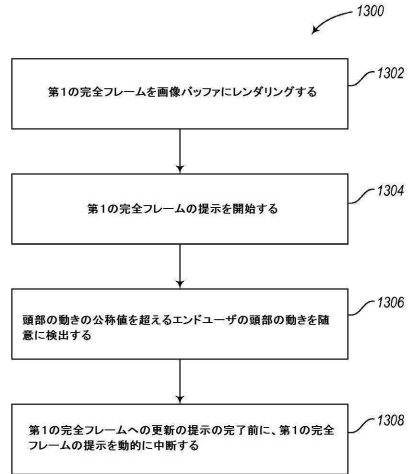 1300
第1の完全フレームを画像バッファにレンダリングする
1302
第1の完全フレームの提示を開始する
1304
頭部の動きの公称値を超えるエンドユーザの頭部の動きを随
意に検出する
1306
第1の完全フレームへの更新の提示の完了前に、第1の完全
フレームの提示を動的に中断する
1308